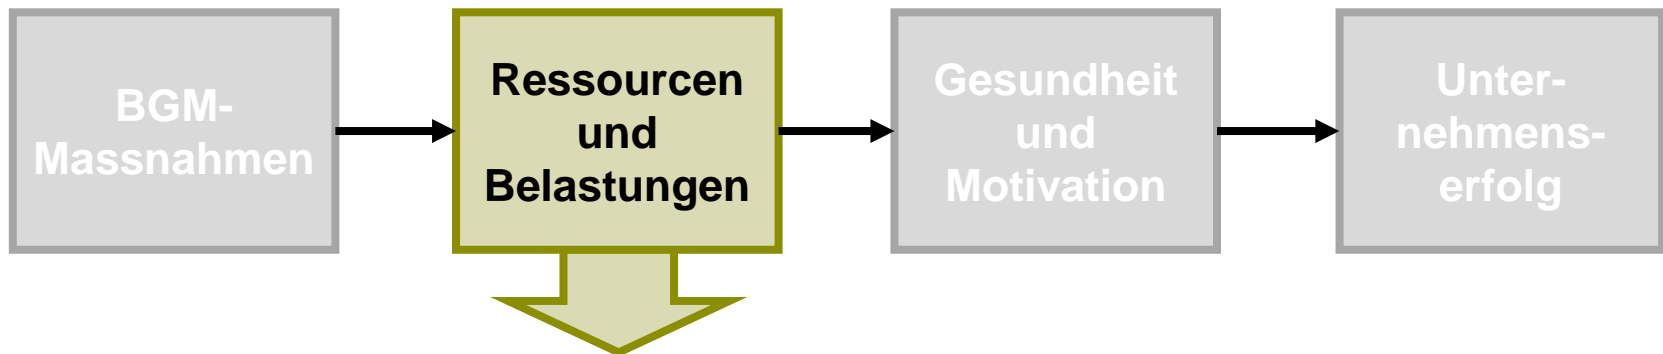 BGM-
Massnahmen
Ressourcen
und
Belastungen
Gesundheit
und
Motivation
Unter-
nehmens-
erfolg